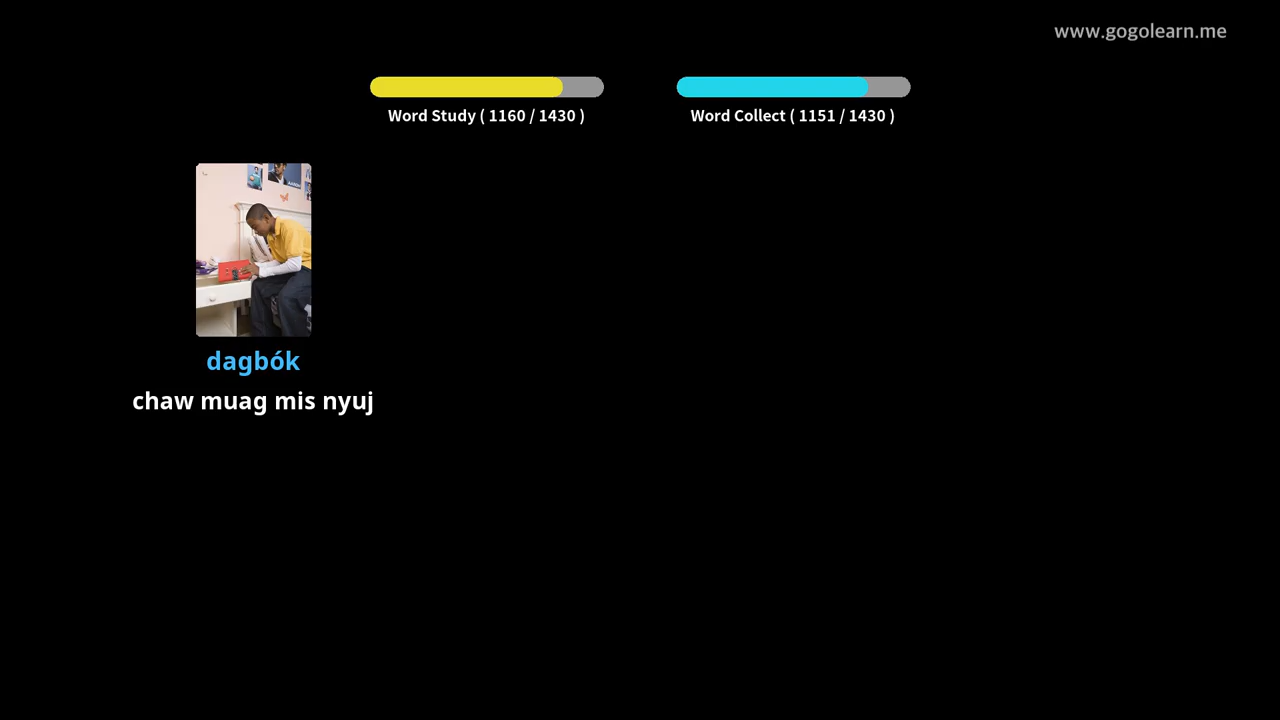 www.gogolearn.me
Word Study ( 1160 / 1430 )
Word Collect ( 1151 / 1430 )
dagbók
chaw muag mis nyuj